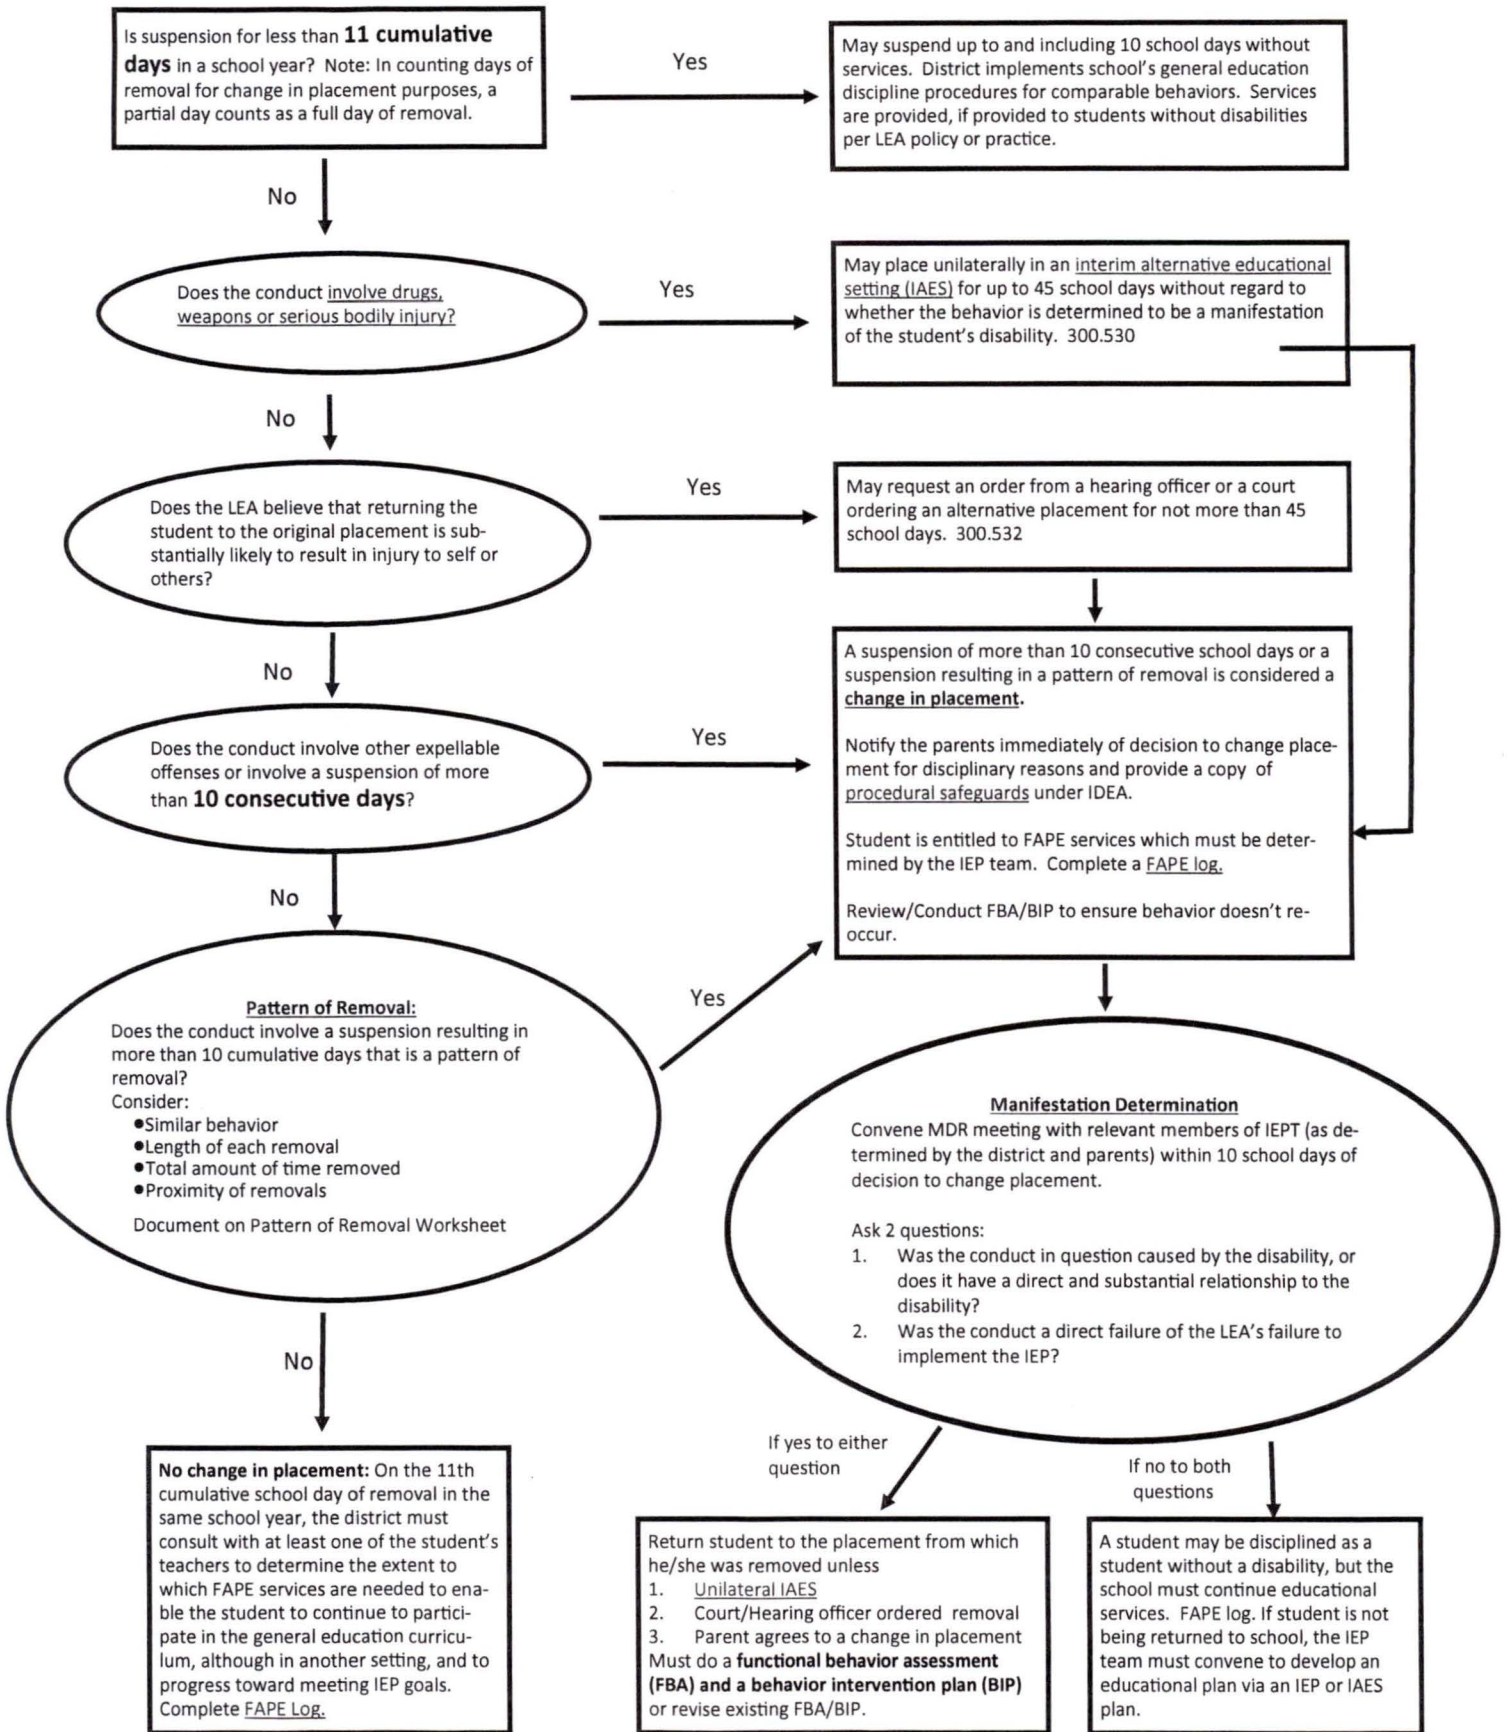 Is suspension for less than 11 cumulative
days in a school year? Note: In counting days of
removal for change in placement purposes, a
partial day counts as a full day of removal.
Yes
May suspend up to and including 10 school days without
services. District implements school's general education
discipline procedures for comparable behaviors. Services
are provided, if provided to students without disabilities
per LEA policy or practice.
No
Does the conduct involve drugs,
weapons or serious bodily injury?
Yes
May place unilaterally in an interim alternative educational
setting (IAES) for up to 45 school days without regard to
whether the behavior is determined to be a manifestation
of the student's disability. 300.530
No
Does the LEA believe that returning the
student to the original placement is sub-
stantially likely to result in injury to self or
others?
Yes
May request an order from a hearing officer or a court
ordering an alternative placement for not more than 45
school days. 300.532
No
Does the conduct involve other expellable
offenses or involve a suspension of more
than 10 consecutive days?
Yes
A suspension of more than 10 consecutive school days or a
suspension resulting in a pattern of removal is considered a
change in placement.
Notify the parents immediately of decision to change place-
ment for disciplinary reasons and provide a copy of
procedural safeguards under IDEA.
Student is entitled to FAPE services which must be deter-
mined by the IEP team. Complete a FAPE log.
Review/Conduct FBA/BIP to ensure behavior doesn't re-
occur.
No
Pattern of Removal:
Does the conduct involve a suspension resulting in
more than 10 cumulative days that is a pattern of
removal?
Consider:
●Similar behavior
●Length of each removal
●Total amount of time removed
●Proximity of removals
Document on Pattern of Removal Worksheet
Yes
Manifestation Determination
Convene MDR meeting with relevant members of IEPT (as de-
termined by the district and parents) within 10 school days of
decision to change placement.
Ask 2 questions:
1. Was the conduct in question caused by the disability, or
does it have a direct and substantial relationship to the
disability?
2. Was the conduct a direct failure of the LEA's failure to
implement the IEP?
No
No change in placement: On the 11th
cumulative school day of removal in the
same school year, the district must
consult with at least one of the student's
teachers to determine the extent to
which FAPE services are needed to ena-
ble the student to continue to partici-
pate in the general education curricu-
lum, although in another setting, and to
progress toward meeting IEP goals.
Complete FAPE Log.
If yes to either
question
Return student to the placement from which
he/she was removed unless
1. Unilateral IAES
2. Court/Hearing officer ordered removal
3. Parent agrees to a change in placement
Must do a functional behavior assessment
(FBA) and a behavior intervention plan (BIP)
or revise existing FBA/BIP.
If no to both
questions
A student may be disciplined as a
student without a disability, but the
school must continue educational
services. FAPE log. If student is not
being returned to school, the IEP
team must convene to develop an
educational plan via an IEP or IAES
plan.